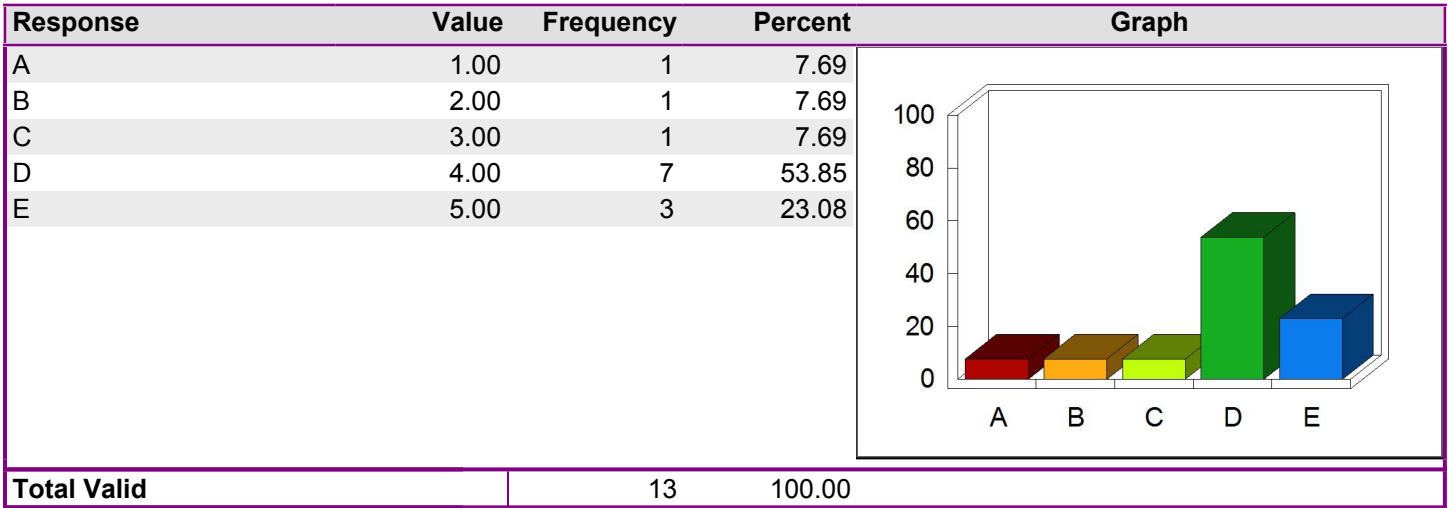 Response Value Frequency Percent Graph
A 1.00 1 7.69
B 2.00 1 7.69
C 3.00 1 7.69
D 4.00 7 53.85
E 5.00 3 23.08
100
80
60
40
20
0
A B C D E
Total Valid 13 100.00